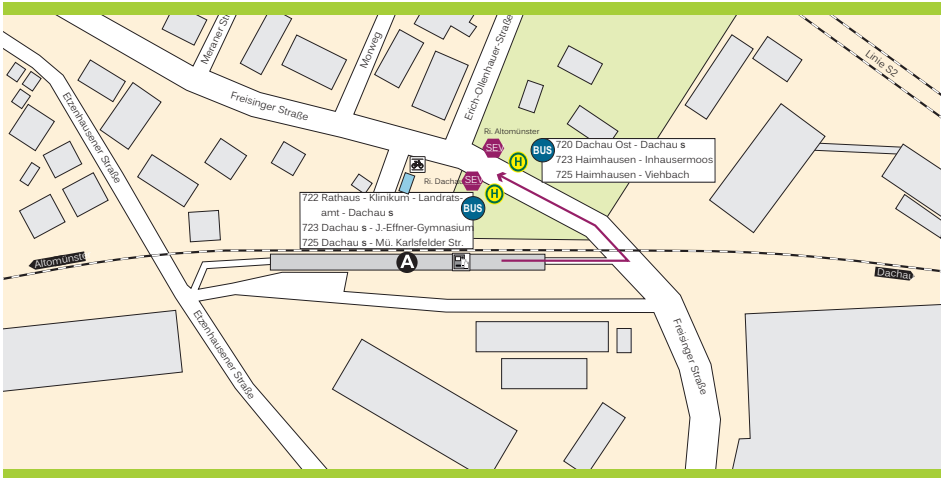 Meraner Str
Morweg
Erich-Ollenhauer-Straße
Linie S2
Freisinger Straße
Etzenhausener Straße
Ri. Altomünster
SEV
H
BUS
720 Dachau Ost - Dachau s
723 Haimhausen - Inhausermoos
725 Haimhausen - Viehbach
Ri. Dachau
SEV
H
BUS
722 Rathaus - Klinikum - Landrats-
amt - Dachau s
723 Dachau s - J.-Effner-Gymnasium
725 Dachau s - Mü. Karlsfelder Str.
Altomünste
A
Dachau
Etzenhausener Straße
Freisinger Straße